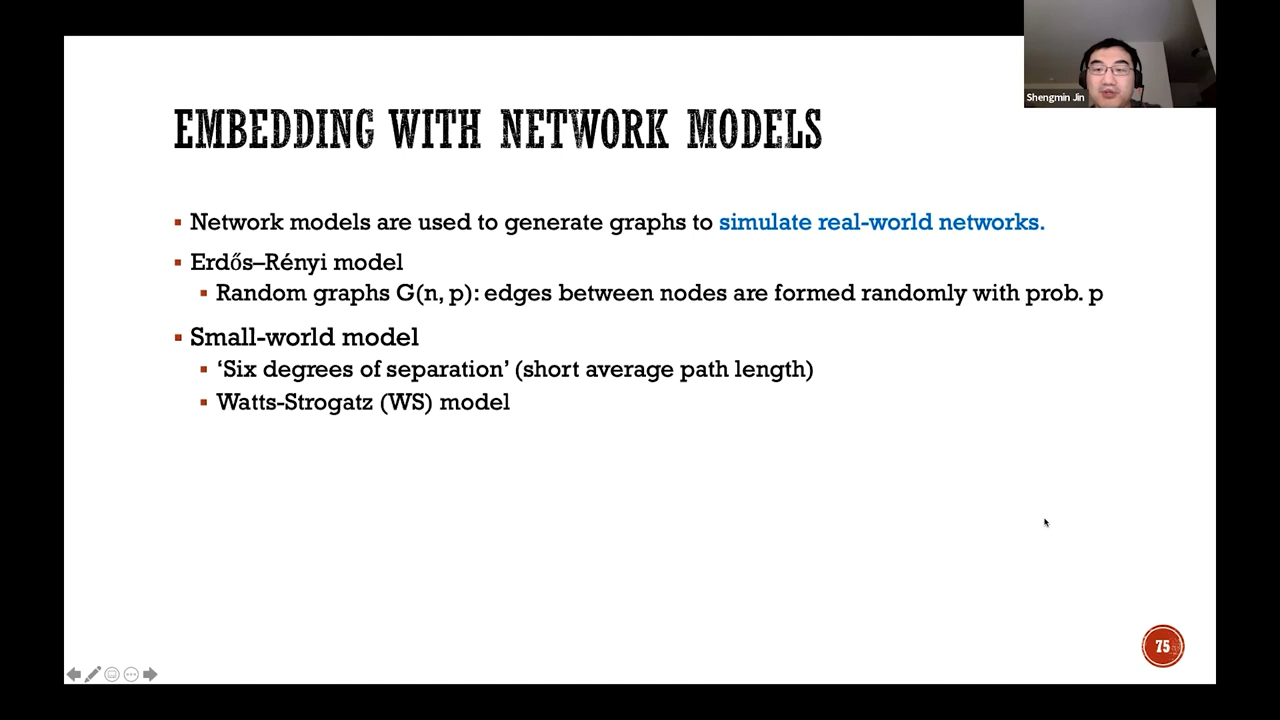 Shengmin Jin
EMBEDDING WITH NETWORK MODELS
Network models are used to generate graphs to simulate real-world networks.
Erdős–Rényi model
Random graphs G(n, p): edges between nodes are formed randomly with prob. p
Small-world model
‘Six degrees of separation’ (short average path length)
Watts-Strogatz (WS) model
75